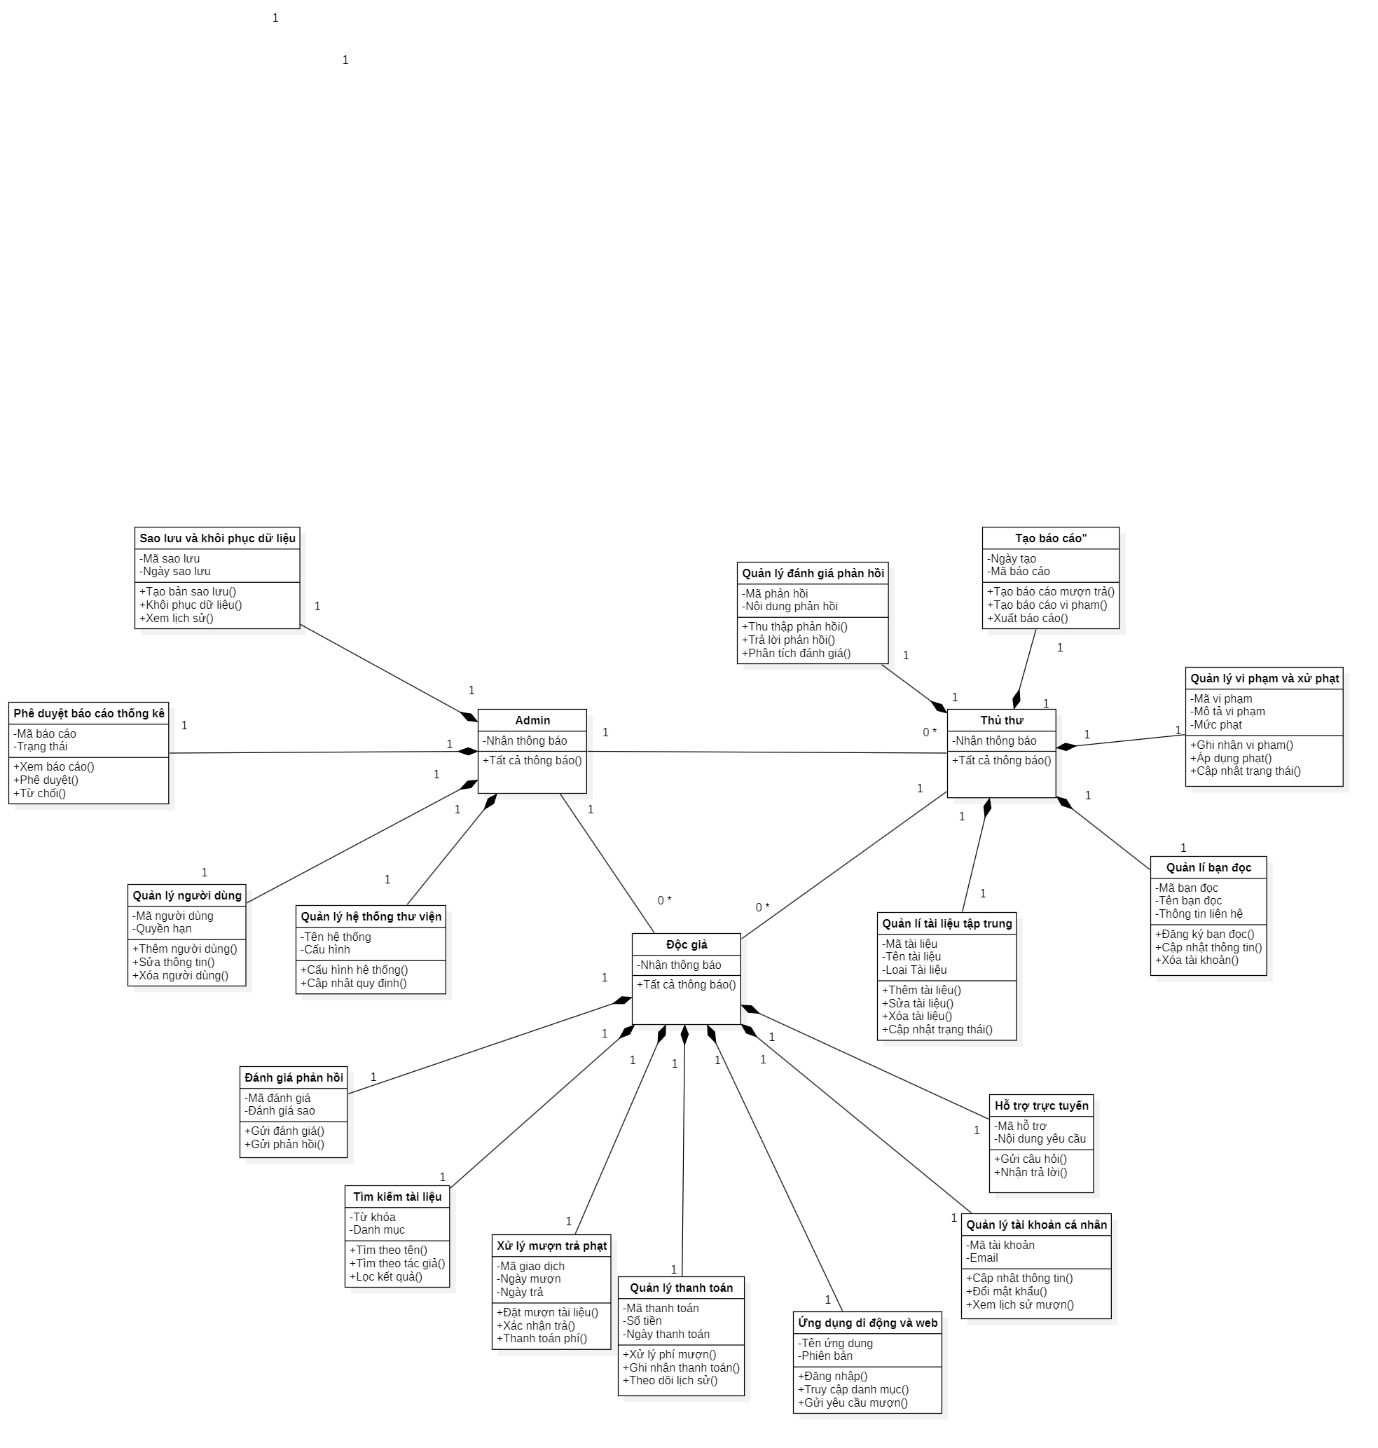 1
1
Sao lưu và khôi phục dữ liệu
-Mã sao lưu
-Ngày sao lưu
+Tạo bản sao lưu()
+Khôi phục dữ liệu()
+Xem lịch sử()
1
1
Quản lý đánh giá phản hồi
-Mã phản hồi
-Nội dung phản hồi
+Thu thập phản hồi()
+Trả lời phản hồi()
+Phân tích đánh giá()
1
1
Tạo báo cáo"
-Ngày tạo
-Mã báo cáo
+Tạo báo cáo mượn trả()
+Tạo báo cáo vi phạm()
+Xuất báo cáo()
1
1
Quản lý vi phạm và xử phạt
-Mã vi phạm
-Mô tả vi phạm
-Mức phạt
+Ghi nhận vi phạm()
+Áp dụng phạt()
+Cập nhật trạng thái()
1
1
Phê duyệt báo cáo thống kê
-Mã báo cáo
-Trạng thái
+Xem báo cáo()
+Phê duyệt()
+Từ chối()
1
1
Admin
-Nhận thông báo
+Tất cả thông báo()
1
0 *
Thủ thư
-Nhận thông báo
+Tất cả thông báo()
1
1
1
1
1
1
Quản lý người dùng
-Mã người dùng
-Quyền hạn
+Thêm người dùng()
+Sửa thông tin()
+Xóa người dùng()
1
Quản lý hệ thống thư viện
-Tên hệ thống
-Cấu hình
+Cấu hình hệ thống()
+Cập nhật quy định()
1
0 *
0 *
Độc giả
-Nhận thông báo
+Tất cả thông báo()
1
Quản lí tài liệu tập trung
-Mã tài liệu
-Tên tài liệu
-Loại Tài liệu
+Thêm tài liệu()
+Sửa tài liệu()
+Xóa tài liệu()
+Cập nhật trạng thái()
1
Quản lí bạn đọc
-Mã bạn đọc
-Tên bạn đọc
-Thông tin liên hệ
+Đăng ký bạn đọc()
+Cập nhật thông tin()
+Xóa tài khoản()
1
1
1
1
1
1
1
1
Đánh giá phản hồi
-Mã đánh giá
-Đánh giá sao
+Gửi đánh giá()
+Gửi phản hồi()
1
Tìm kiếm tài liệu
-Từ khóa
-Danh mục
+Tìm theo tên()
+Tìm theo tác giả()
+Lọc kết quả()
1
Xử lý mượn trả phạt
-Mã giao dịch
-Ngày mượn
-Ngày trả
+Đặt mượn tài liệu()
+Xác nhận trả()
+Thanh toán phí()
1
Quản lý thanh toán
-Mã thanh toán
-Số tiền
-Ngày thanh toán
+Xử lý phí mượn()
+Ghi nhận thanh toán()
+Theo dõi lịch sử()
1
Ứng dụng di động và web
-Tên ứng dụng
-Phiên bản
+Đăng nhập()
+Truy cập danh mục()
+Gửi yêu cầu mượn()
1
Hỗ trợ trực tuyến
-Mã hỗ trợ
-Nội dung yêu cầu
+Gửi câu hỏi()
+Nhận trả lời()
1
Quản lý tài khoản cá nhân
-Mã tài khoản
-Email
+Cập nhật thông tin()
+Đổi mật khẩu()
+Xem lịch sử mượn()